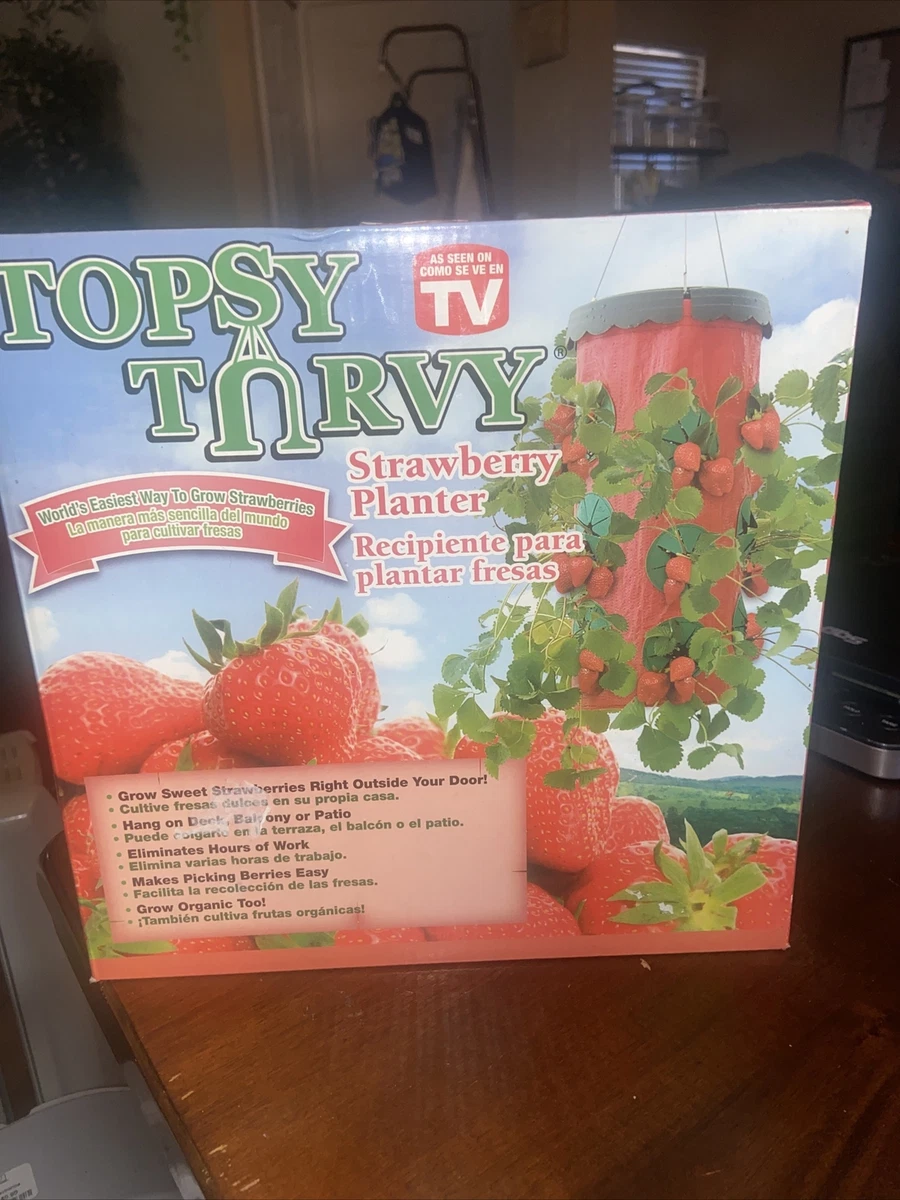 TOPSY
TURVY®
AS SEEN ON
COMO SE VE EN
TV
Strawberry
Planter
Recipiente para
plantar fresas
World's Easiest Way To Grow Strawberries
La manera más sencilla del mundo
para cultivar fresas
• Grow Sweet Strawberries Right Outside Your Door!
• Cultive fresas dulces en su propia casa.
• Hang on Deck, Balcony or Patio
• Puede colgarlo en la terraza, el balcón o el patio.
• Eliminates Hours of Work
• Elimina varias horas de trabajo.
• Makes Picking Berries Easy
• Facilita la recolección de las fresas.
• Grow Organic Too!
• ¡También cultiva frutas orgánicas!